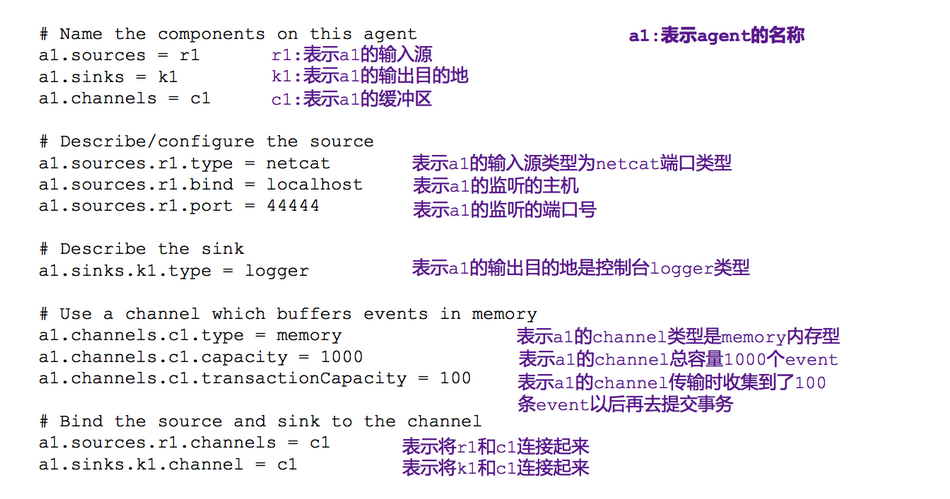 # Name the components on this agent a1:表示agent的名称
a1.sources = r1 r1:表示a1的输入源
a1.sinks = k1 k1:表示a1的输出目的地
a1.channels = c1 c1:表示a1的缓冲区
# Describe/configure the source
a1.sources.r1.type = netcat 表示a1的输入源类型为netcat端口类型
a1.sources.r1.bind = localhost 表示a1的监听的主机
a1.sources.r1.port = 44444 表示a1的监听的端口号
# Describe the sink
a1.sinks.k1.type = logger 表示a1的输出目的地是控制台logger类型
# Use a channel which buffers events in memory
a1.channels.c1.type = memory 表示a1的channel类型是memory内存型
a1.channels.c1.capacity = 1000 表示a1的channel总容量1000个event
a1.channels.c1.transactionCapacity = 100 表示a1的channel传输时收集到了100
条event以后再去提交事务
# Bind the source and sink to the channel
a1.sources.r1.channels = c1 表示将r1和c1连接起来
a1.sinks.k1.channel = c1 表示将k1和c1连接起来